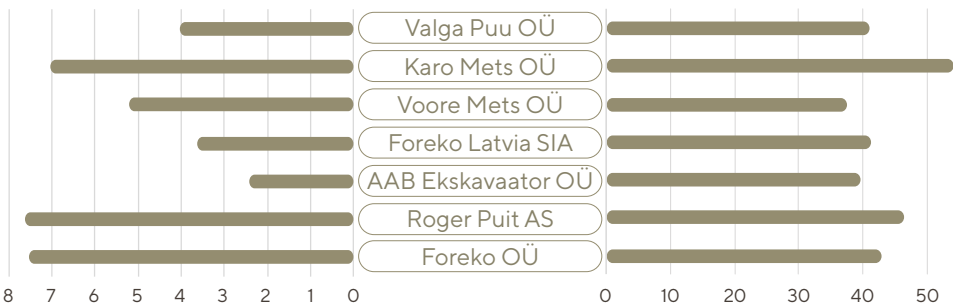 Valga Puu OÜ
Karo Mets OÜ
Voore Mets OÜ
Foreko Latvia SIA
AAB Ekskavaator OÜ
Roger Puit AS
Foreko OÜ
8 7 6 5 4 3 2 1 0 0 10 20 30 40 50